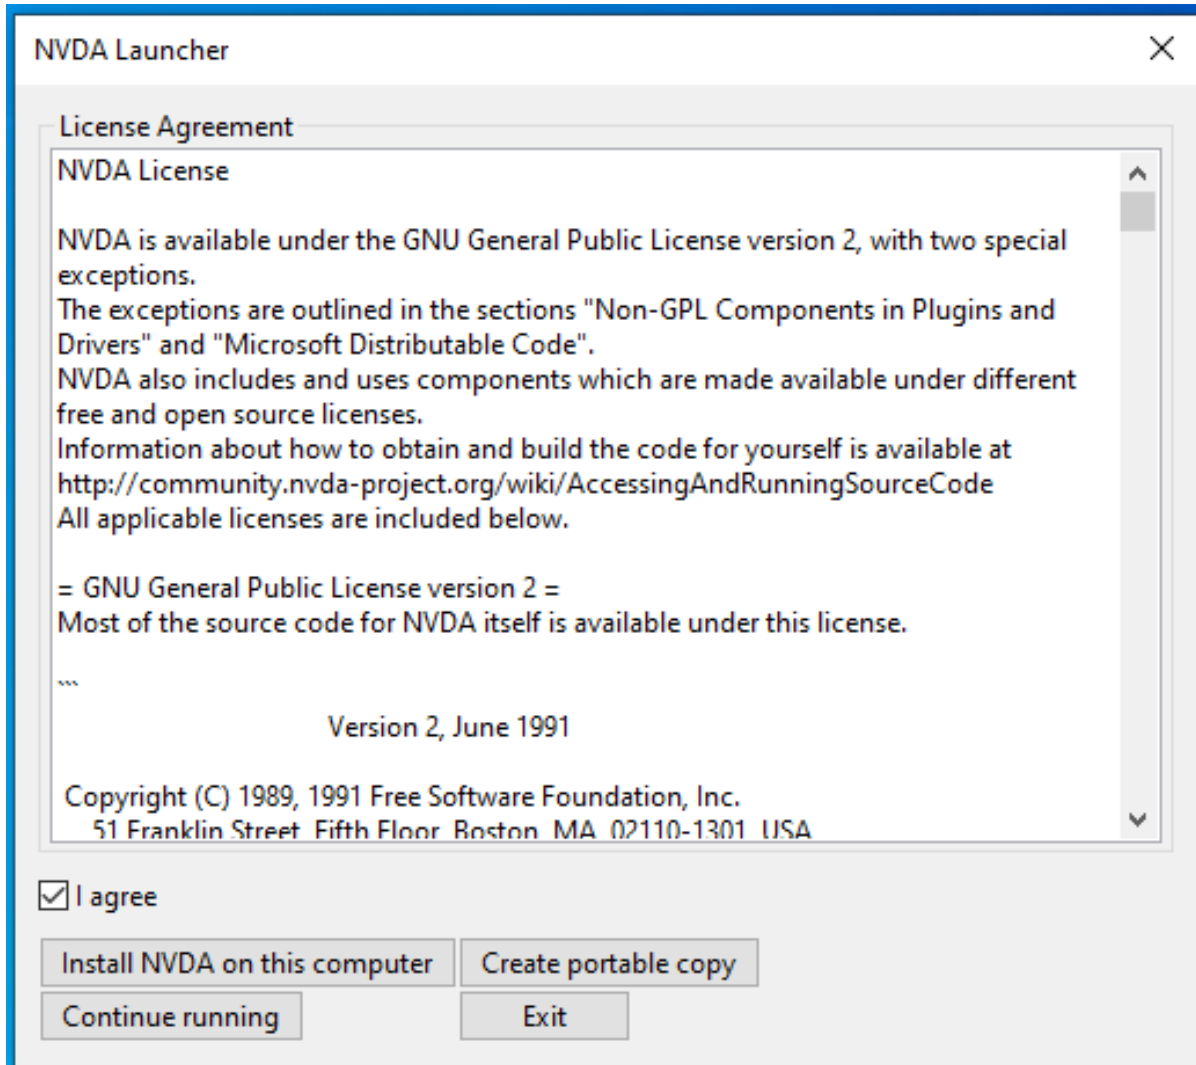 NVDA Launcher
License Agreement
NVDA License
NVDA is available under the GNU General Public License version 2, with two special
exceptions.
The exceptions are outlined in the sections "Non-GPL Components in Plugins and
Drivers" and "Microsoft Distributable Code".
NVDA also includes and uses components which are made available under different
free and open source licenses.
Information about how to obtain and build the code for yourself is available at
http://community.nvda-project.org/wiki/AccessingAndRunningSourceCode
All applicable licenses are included below.
= GNU General Public License version 2 =
Most of the source code for NVDA itself is available under this license.
```
Version 2, June 1991
Copyright (C) 1989, 1991 Free Software Foundation, Inc.
51 Franklin Street, Fifth Floor, Boston, MA  02110-1301, USA
I agree
Install NVDA on this computer
Create portable copy
Continue running
Exit